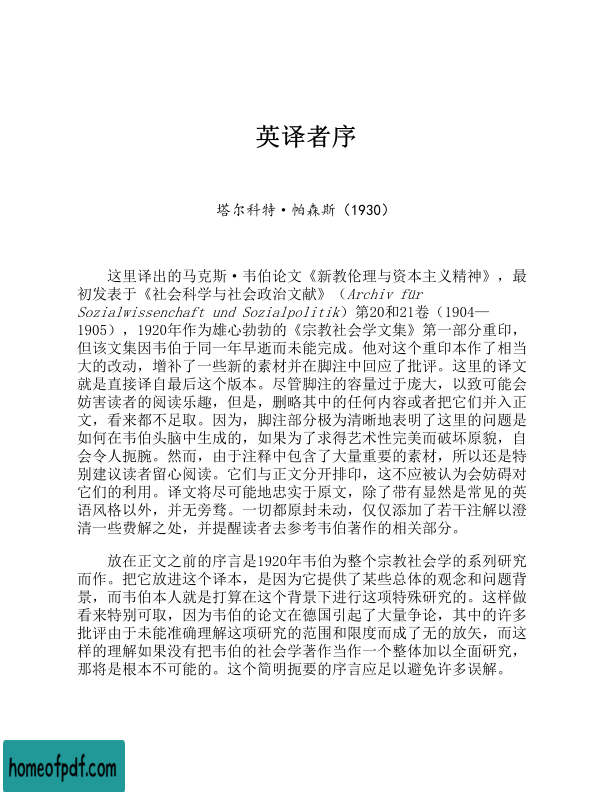 英译者序
塔尔科特·帕森斯（1930）
这里译出的马克斯·韦伯论文《新教伦理与资本主义精神》，最
初发表于《社会科学与社会政治文献》（Archiv für
Sozialwissenschaft und Sozialpolitik）第20和21卷（1904—
1905），1920年作为雄心勃勃的《宗教社会学文集》第一部分重印，
但该文集因韦伯于同一年早逝而未能完成。他对这个重印本作了相当
大的改动，增补了一些新的素材并在脚注中回应了批评。这里的译文
就是直接译自最后这个版本。尽管脚注的容量过于庞大，以致可能会
妨害读者的阅读乐趣，但是，删略其中的任何内容或者把它们并入正
文，看来都不足取。因为，脚注部分极为清晰地表明了这里的问题是
如何在韦伯头脑中生成的，如果为了求得艺术性完美而破坏原貌，自
会令人扼腕。然而，由于注释中包含了大量重要的素材，所以还是特
别建议读者留心阅读。它们与正文分开排印，这不应被认为会妨碍对
它们的利用。译文将尽可能地忠实于原文，除了带有显然是常见的英
语风格以外，并无旁骛。一切都原封未动，仅仅添加了若干注解以澄
清一些费解之处，并提醒读者去参考韦伯著作的相关部分。
放在正文之前的序言是1920年韦伯为整个宗教社会学的系列研究
而作。把它放进这个译本，是因为它提供了某些总体的观念和问题背
景，而韦伯本人就是打算在这个背景下进行这项特殊研究的。这样做
看来特别可取，因为韦伯的论文在德国引起了大量争论，其中的许多
批评由于未能准确理解这项研究的范围和限度而成了无的放矢，而这
样的理解如果没有把韦伯的社会学著作当作一个整体加以全面研究，
那将是根本不可能的。这个简明扼要的序言应足以避免许多误解。
homeofpdf.com